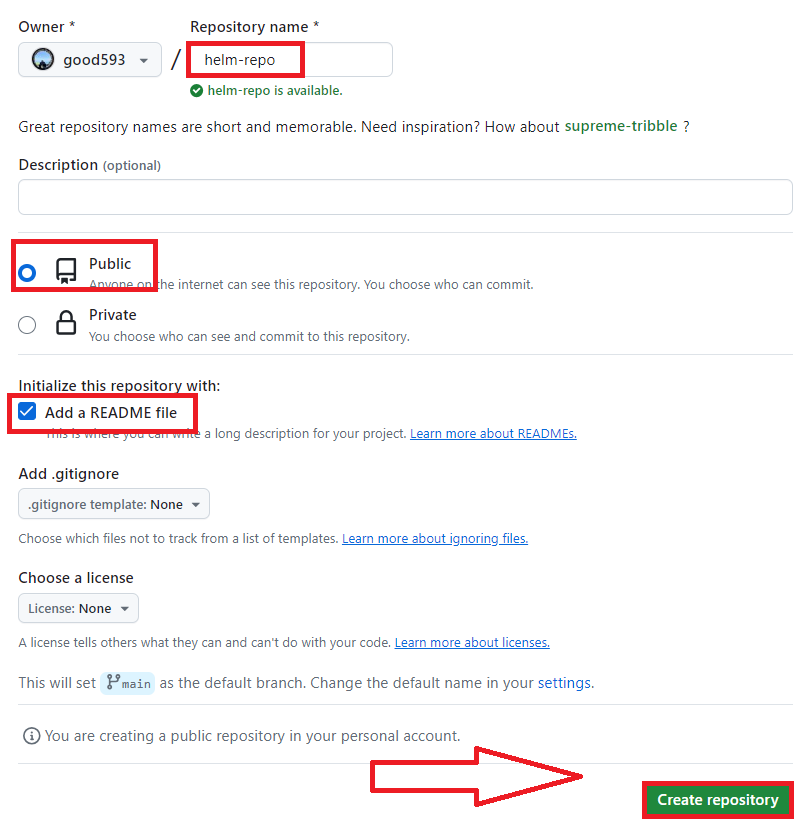 Owner *
Repository name *
good593 / helm-repo
helm-repo is available.
Great repository names are short and memorable. Need inspiration? How about supreme-tribble ?
Description (optional)
Public
Anyone on the internet can see this repository. You choose who can commit.
Private
You choose who can see and commit to this repository.
Initialize this repository with:
Add a README file
This is where you can write a long description for your project. Learn more about READMEs.
Add .gitignore
.gitignore template: None
Choose which files not to track from a list of templates. Learn more about ignoring files.
Choose a license
License: None
A license tells others what they can and can't do with your code. Learn more about licenses.
This will set main as the default branch. Change the default name in your settings.
You are creating a public repository in your personal account.
Create repository